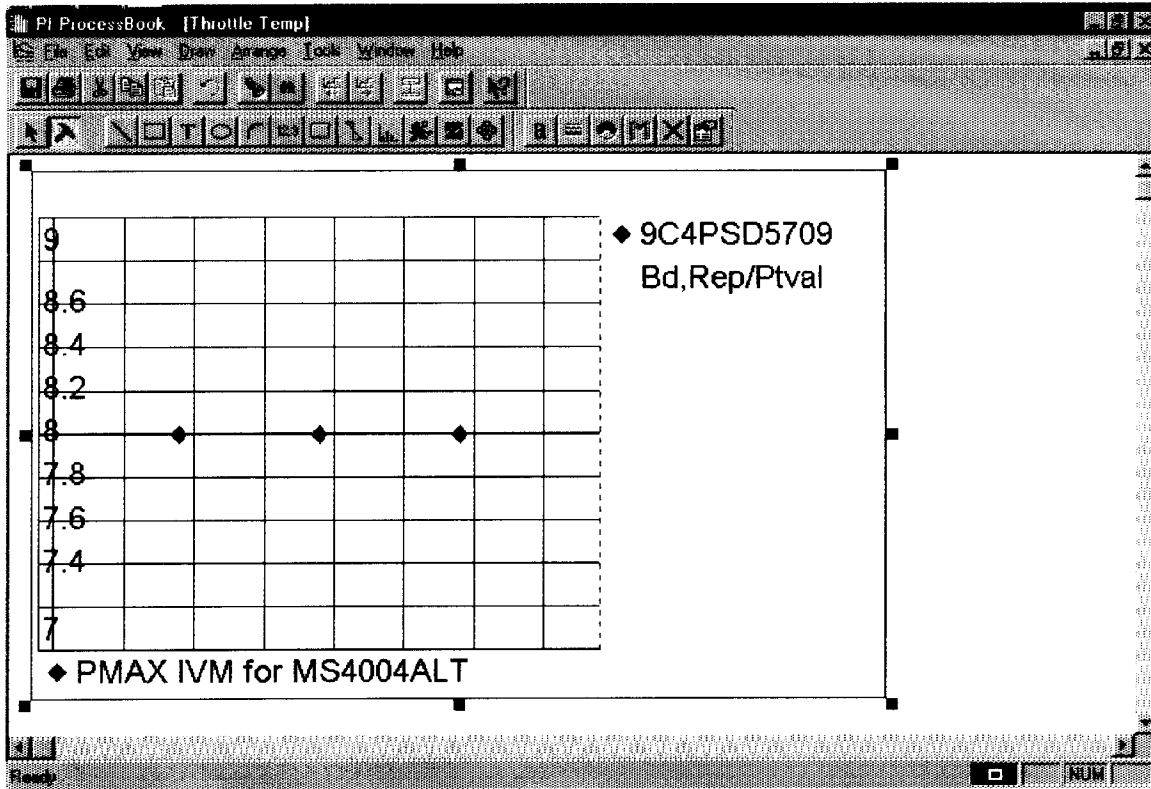 PI ProcessBook - [Throttle Temp]
File Edit View Draw Arrange Tools Window Help
9
8.6
8.4
8.2
8
7.8
7.6
7.4
7
9C4PSD5709
Bd,Rep/Ptval
PMAX IVM for MS4004ALT
Ready
NUM